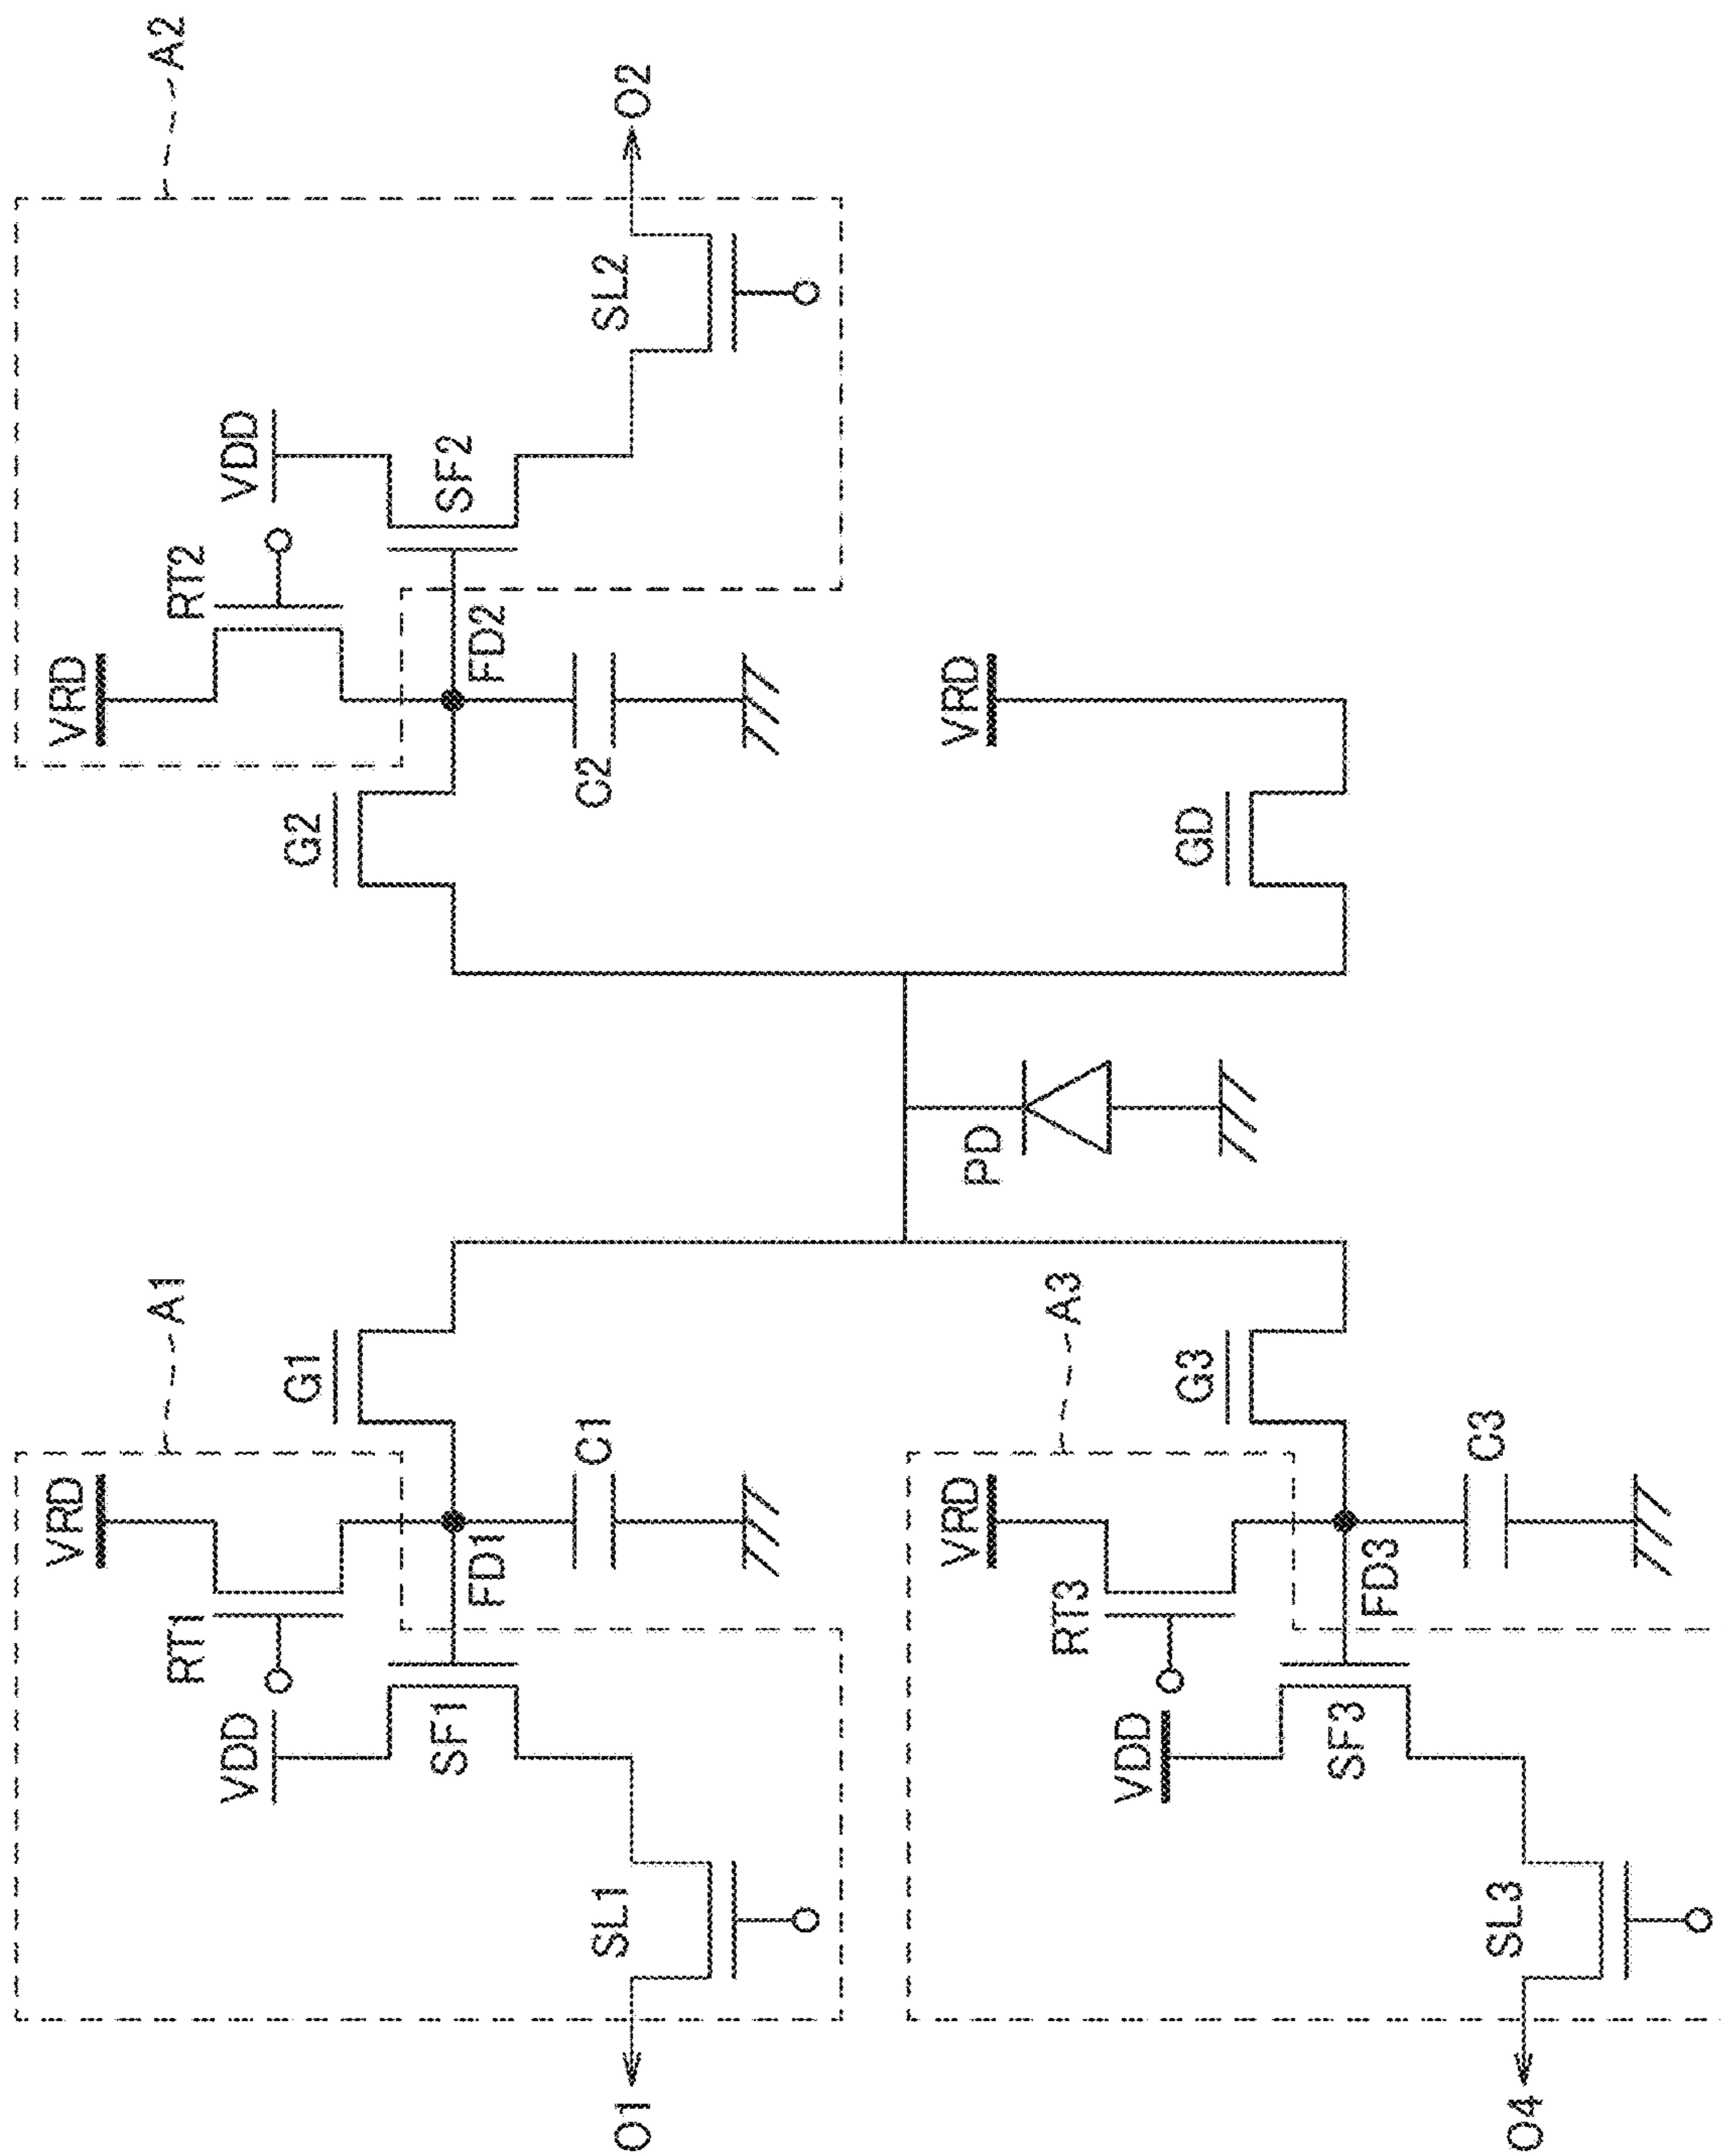 A1
A2
VRD
VRD
RT1
RT2
VDD
VDD
G1
G2
SF1
SF2
FD1
FD2
C1
C2
SL1
SL2
O1
O2
PD
A3
VRD
VRD
RT3
VDD
G3
GD
SF3
FD3
C3
SL3
O4